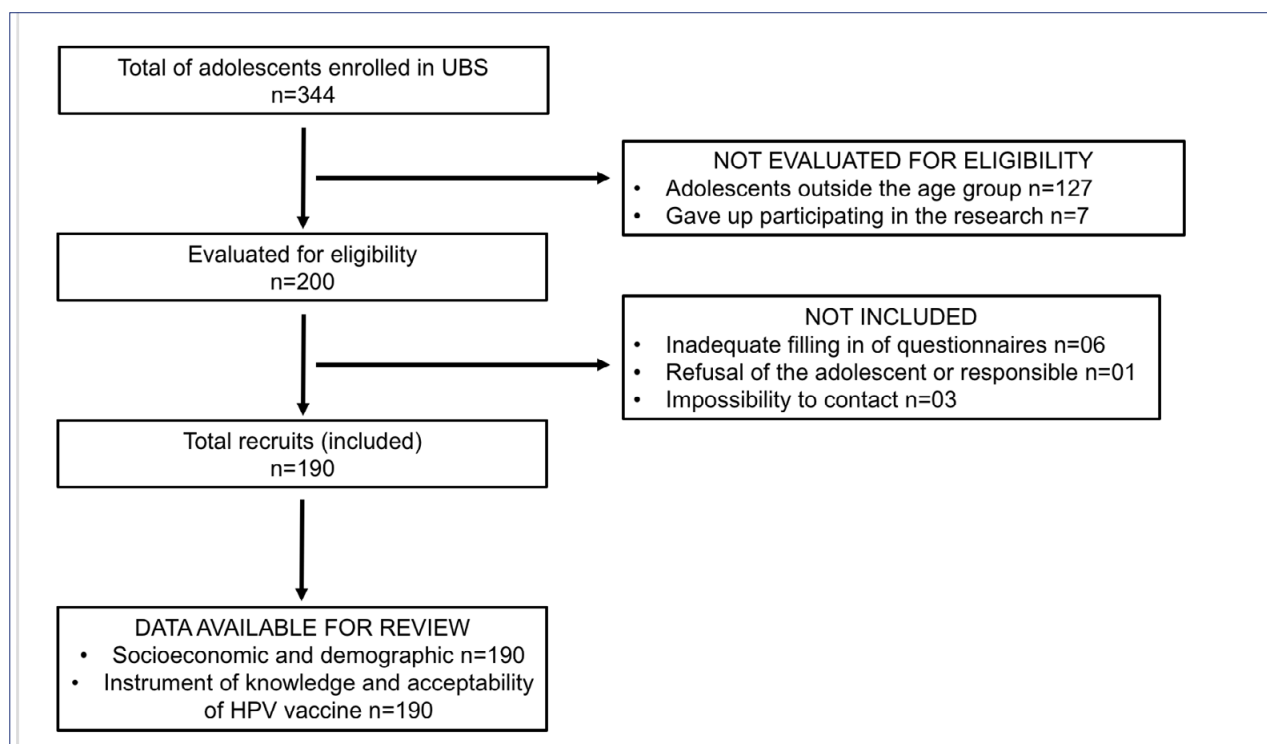 Total of adolescents enrolled in UBS
n=344
NOT EVALUATED FOR ELIGIBILITY
• Adolescents outside the age group n=127
• Gave up participating in the research n=7
Evaluated for eligibility
n=200
NOT INCLUDED
• Inadequate filling in of questionnaires n=06
• Refusal of the adolescent or responsible n=01
• Impossibility to contact n=03
Total recruits (included)
n=190
DATA AVAILABLE FOR REVIEW
• Socioeconomic and demographic n=190
• Instrument of knowledge and acceptability
of HPV vaccine n=190